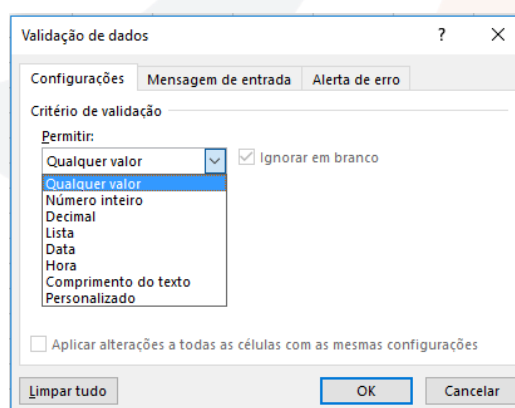 Validação de dados ? X
Configurações Mensagem de entrada Alerta de erro
Critério de validação
Permitir:
Qualquer valor Ignorar em branco
Qualquer valor
Número inteiro
Decimal
Lista
Data
Hora
Comprimento do texto
Personalizado
Aplicar alterações a todas as células com as mesmas configurações
Limpar tudo OK Cancelar